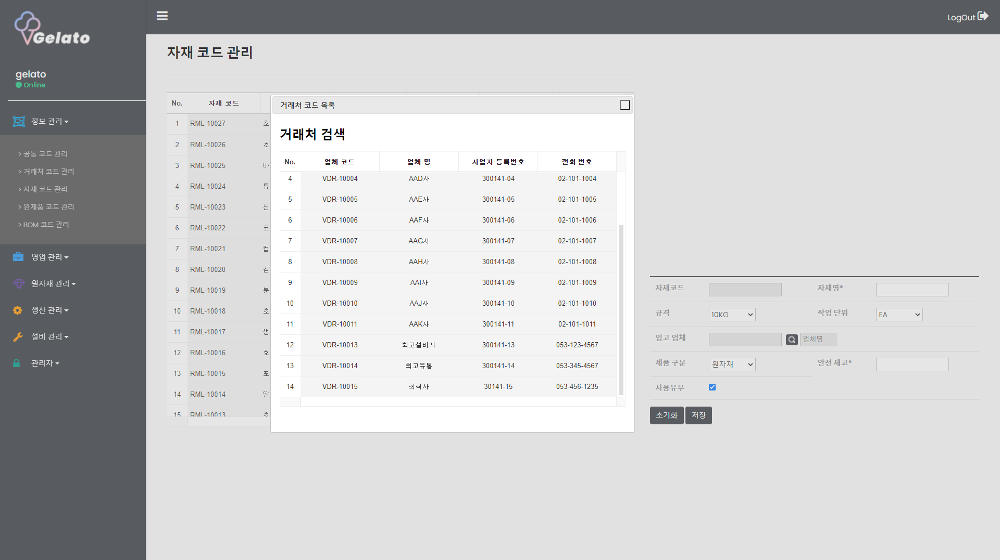 Gelato
LogOut
gelato
Online
정보 관리
> 공통 코드 관리
> 거래처 코드 관리
> 자재 코드 관리
> 완제품 코드 관리
> BOM 코드 관리
영업 관리
원자재 관리
생산 관리
설비 관리
관리자
자재 코드 관리
No. 자재 코드
1 RML-10027 호
2 RML-10026 초
3 RML-10025 바
4 RML-10024 튜
5 RML-10023 샌
6 RML-10022 코
7 RML-10021 컵
8 RML-10020 감
9 RML-10019 분
10 RML-10018 초
11 RML-10017 생
12 RML-10016 호
13 RML-10015 포
14 RML-10014 딸
15 RML-10013 초
거래처 코드 목록
거래처 검색
No. 업체 코드 업체 명 사업자 등록번호 전화 번호
4 VDR-10004 AAD사 300141-04 02-101-1004
5 VDR-10005 AAE사 300141-05 02-101-1005
6 VDR-10006 AAF사 300141-06 02-101-1006
7 VDR-10007 AAG사 300141-07 02-101-1007
8 VDR-10008 AAH사 300141-08 02-101-1008
9 VDR-10009 AAI사 300141-09 02-101-1009
10 VDR-10010 AAJ사 300141-10 02-101-1010
11 VDR-10011 AAK사 300141-11 02-101-1011
12 VDR-10013 최고설비사 300141-13 053-123-4567
13 VDR-10014 최고유통 300141-14 053-345-4567
14 VDR-10015 최착사 30141-15 053-456-1235
자재코드 자재명*
규격 10KG 작업 단위 EA
입고 업체 업체명
제품 구분 원자재 안전 재고*
사용유무
초기화 저장